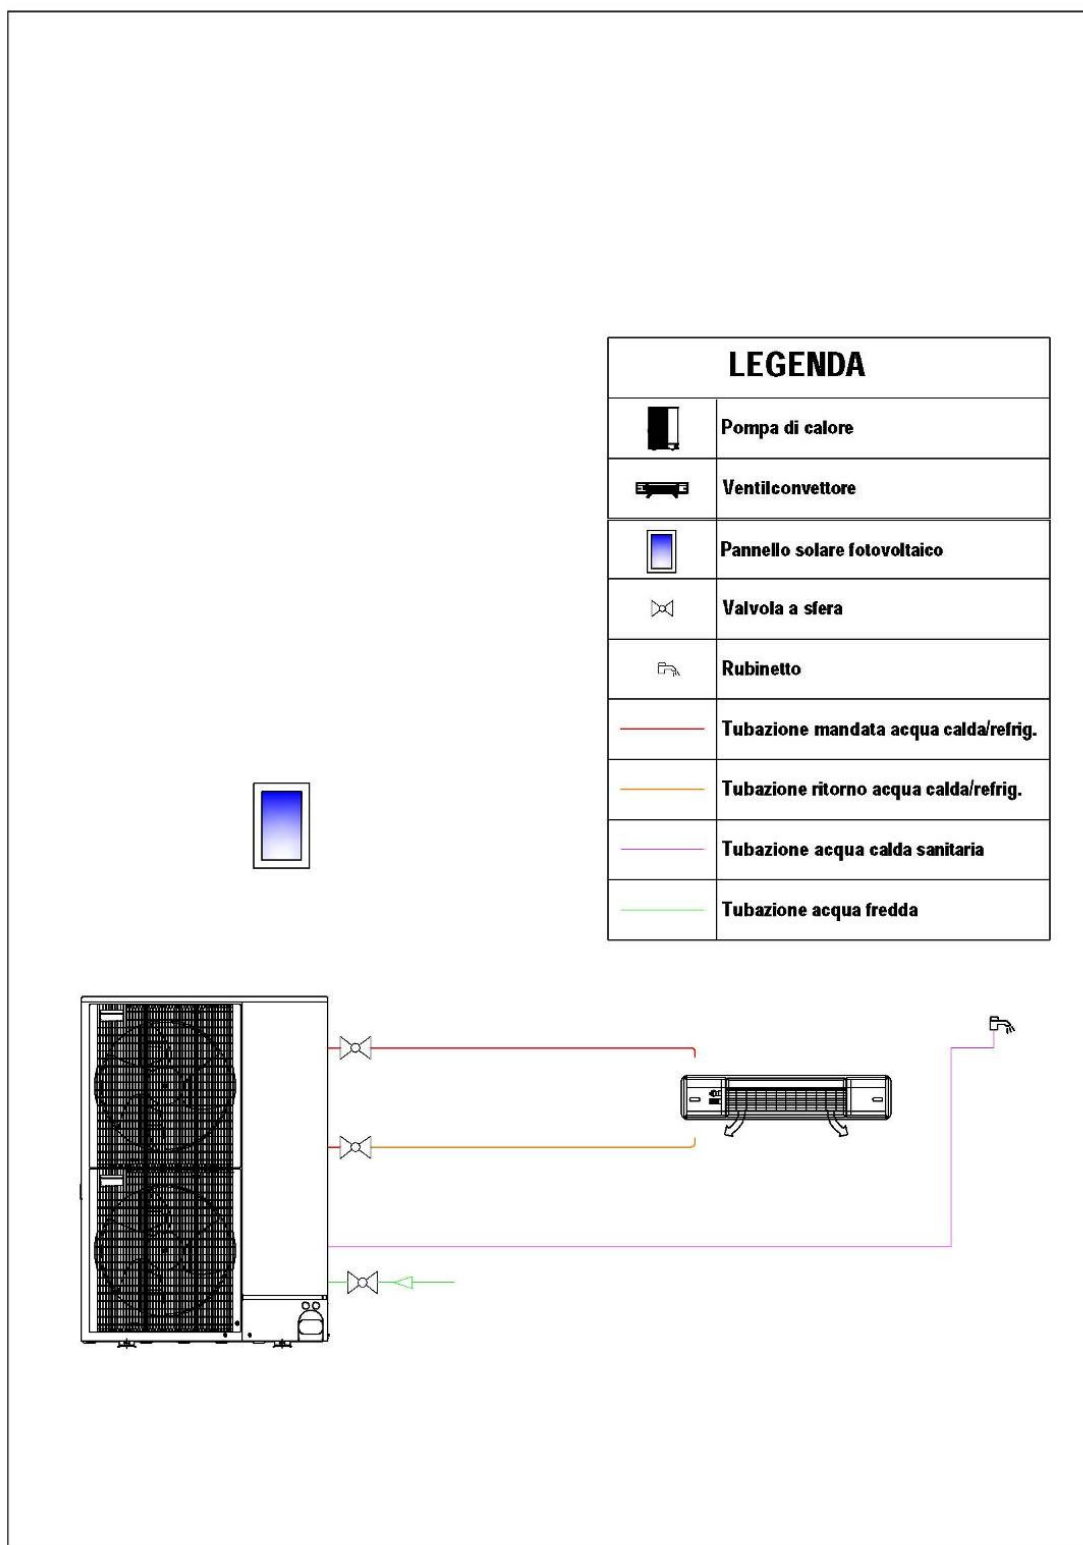 LEGENDA
Pompa di calore
Ventilconvettore
Pannello solare fotovoltaico
Valvola a sfera
Rubinetto
Tubazione mandata acqua calda/refrig.
Tubazione ritorno acqua calda/refrig.
Tubazione acqua calda sanitaria
Tubazione acqua fredda